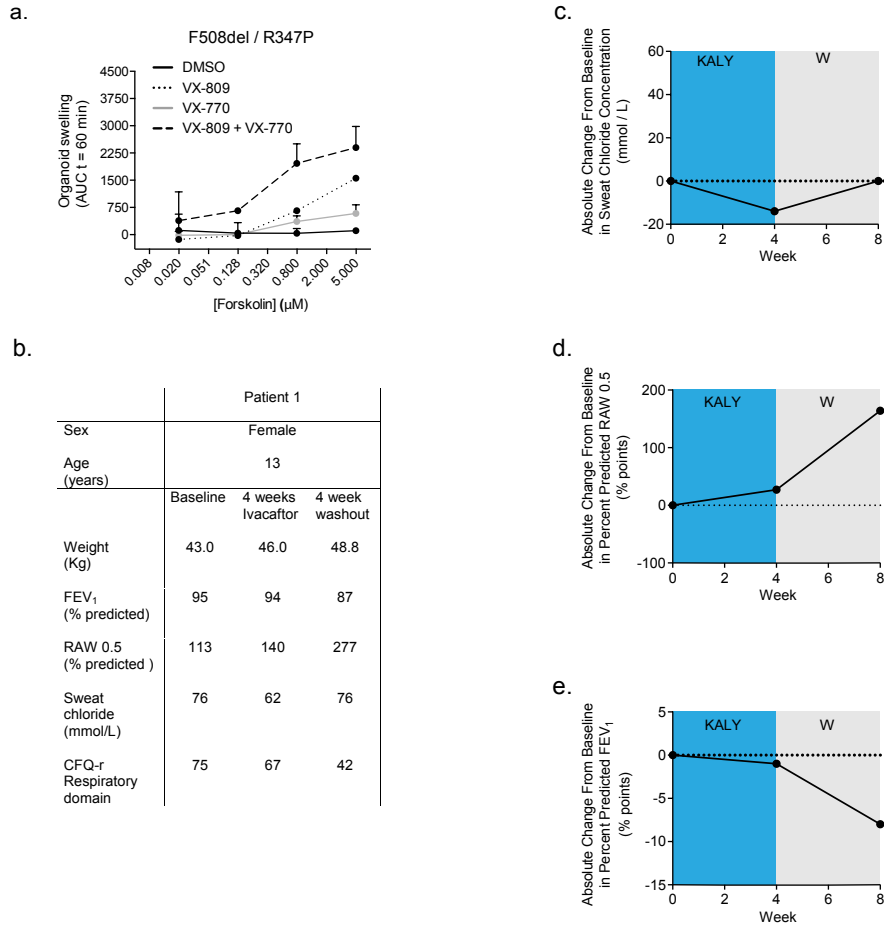 a.
F508del / R347P
DMSO
VX-809
VX-770
VX-809 + VX-770
Organoid swelling
(AUC t = 60 min)
4500
3750
3000
2250
1500
750
0
0.008
0.020
0.051
0.128
0.320
0.800
2.000
5.000
[Forskolin] (µM)
b.
Patient 1
Sex Female
Age
(years) 13
Baseline 4 weeks Ivacaftor 4 week washout
Weight
(Kg) 43.0 46.0 48.8
FEV1
(% predicted) 95 94 87
RAW 0.5
(% predicted ) 113 140 277
Sweat
chloride
(mmol/L) 76 62 76
CFQ-r
Respiratory
domain 75 67 42
c.
Absolute Change From Baseline
in Sweat Chloride Concentration
(mmol / L)
60
40
20
0
-20
KALY W
0 2 4 6 8
Week
d.
Absolute Change From Baseline
in Percent Predicted RAW 0.5
(% points)
200
100
0
-100
KALY W
0 2 4 6 8
Week
e.
Absolute Change From Baseline
in Percent Predicted FEV1
(% points)
5
0
-5
-10
-15
KALY W
0 2 4 6 8
Week